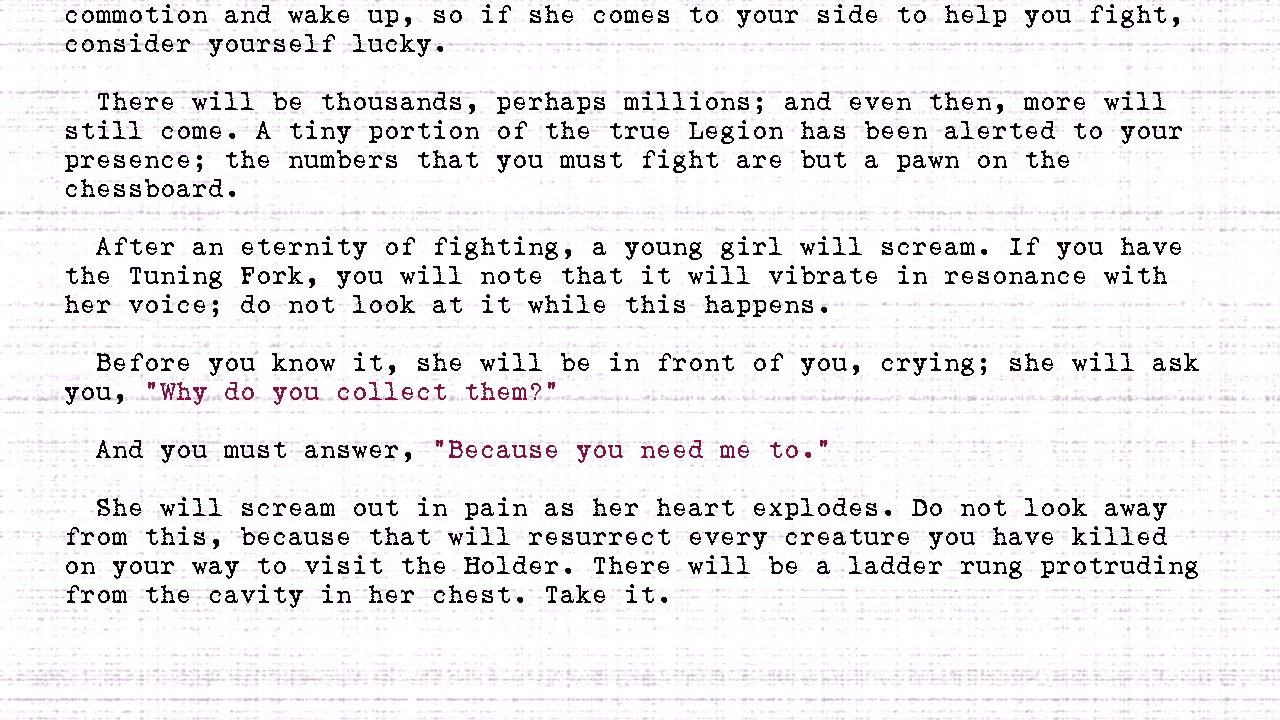 commotion and wake up, so if she comes to your side to help you fight,
consider yourself lucky.
There will be thousands, perhaps millions; and even then, more will
still come. A tiny portion of the true Legion has been alerted to your
presence; the numbers that you must fight are but a pawn on the
chessboard.
After an eternity of fighting, a young girl will scream. If you have
the Tuning Fork, you will note that it will vibrate in resonance with
her voice; do not look at it while this happens.
Before you know it, she will be in front of you, crying; she will ask
you, "Why do you collect them?"
And you must answer, "Because you need me to."
She will scream out in pain as her heart explodes. Do not look away
from this, because that will resurrect every creature you have killed
on your way to visit the Holder. There will be a ladder rung protruding
from the cavity in her chest. Take it.